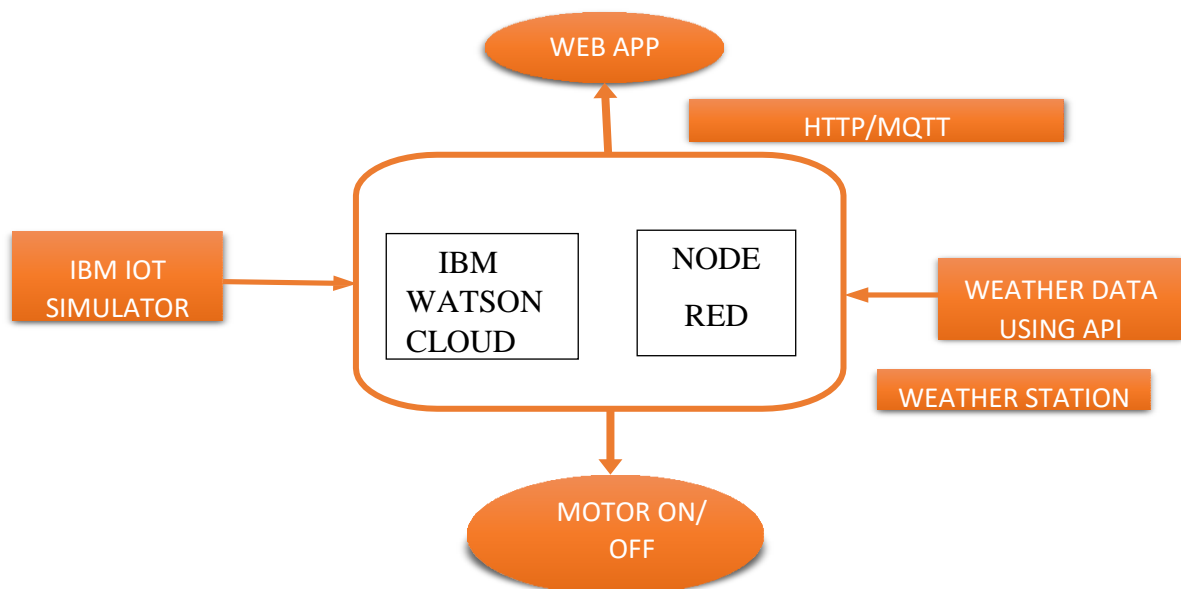 WEB APP
HTTP/MQTT
IBM IOT
SIMULATOR
IBM
WATSON
CLOUD
NODE
RED
WEATHER DATA
USING API
WEATHER STATION
MOTOR ON/
OFF